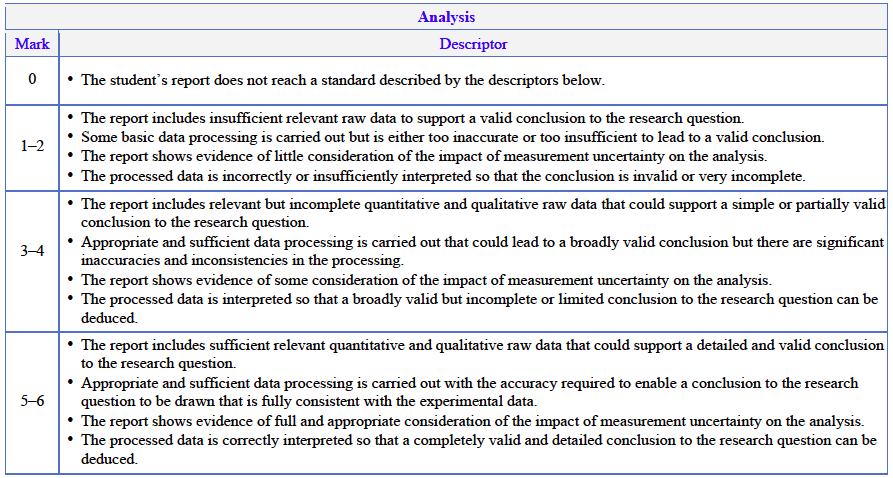 Analysis
Mark Descriptor
0 • The student's report does not reach a standard described by the descriptors below.
• The report includes insufficient relevant raw data to support a valid conclusion to the research question.
• Some basic data processing is carried out but is either too inaccurate or too insufficient to lead to a valid conclusion.
1–2
• The report shows evidence of little consideration of the impact of measurement uncertainty on the analysis.
• The processed data is incorrectly or insufficiently interpreted so that the conclusion is invalid or very incomplete.
• The report includes relevant but incomplete quantitative and qualitative raw data that could support a simple or partially valid
conclusion to the research question.
• Appropriate and sufficient data processing is carried out that could lead to a broadly valid conclusion but there are significant
3–4
inaccuracies and inconsistencies in the processing.
• The report shows evidence of some consideration of the impact of measurement uncertainty on the analysis.
• The processed data is interpreted so that a broadly valid but incomplete or limited conclusion to the research question can be
deduced.
• The report includes sufficient relevant quantitative and qualitative raw data that could support a detailed and valid conclusion
to the research question.
• Appropriate and sufficient data processing is carried out with the accuracy required to enable a conclusion to the research
5–6
question to be drawn that is fully consistent with the experimental data.
• The report shows evidence of full and appropriate consideration of the impact of measurement uncertainty on the analysis.
• The processed data is correctly interpreted so that a completely valid and detailed conclusion to the research question can be
deduced.